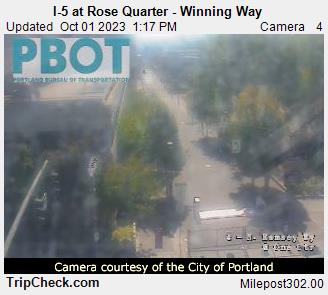 I-5 at Rose Quarter - Winning Way
Updated Oct 01 2023 1:17 PM Camera 4
PBOT
PORTLAND BUREAU OF TRANSPORTATION
Camera courtesy of the City of Portland
TripCheck.com Milepost302.00